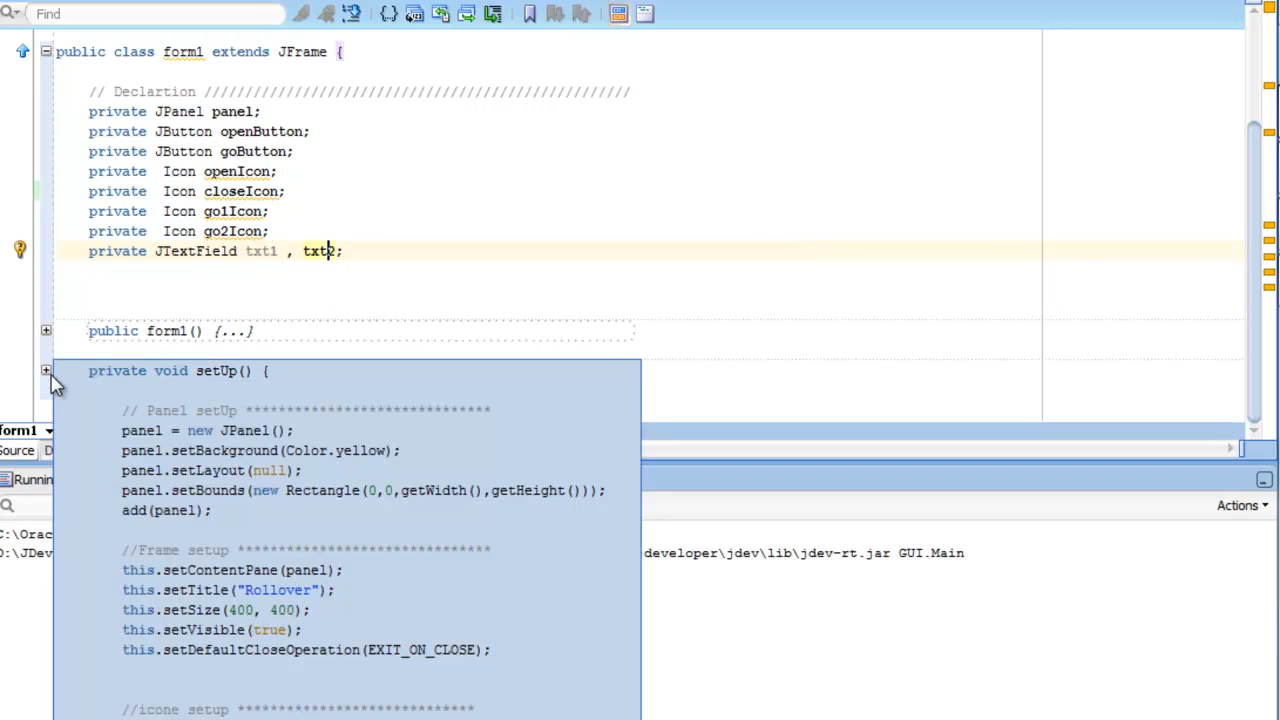 Find
public class form1 extends JFrame {
// Declartion ////////////////////////////////////////////////////
private JPanel panel;
private JButton openButton;
private JButton goButton;
private  Icon openIcon;
private  Icon closeIcon;
private  Icon go1Icon;
private  Icon go2Icon;
private JTextField txt1 , txt2;
public form1() {...}
private void setUp() {
// Panel setUp ******************************
panel = new JPanel();
panel.setBackground(Color.yellow);
panel.setLayout(null);
panel.setBounds(new Rectangle(0,0,getWidth(),getHeight()));
add(panel);
//Frame setup *******************************
this.setContentPane(panel);
this.setTitle("Rollover");
this.setSize(400, 400);
this.setVisible(true);
this.setDefaultCloseOperation(EXIT_ON_CLOSE);
//icone setup *****************************
form1
Source D
Running
Actions
C:\Orac
D:\JDev developer\jdev\lib\jdev-rt.jar GUI.Main